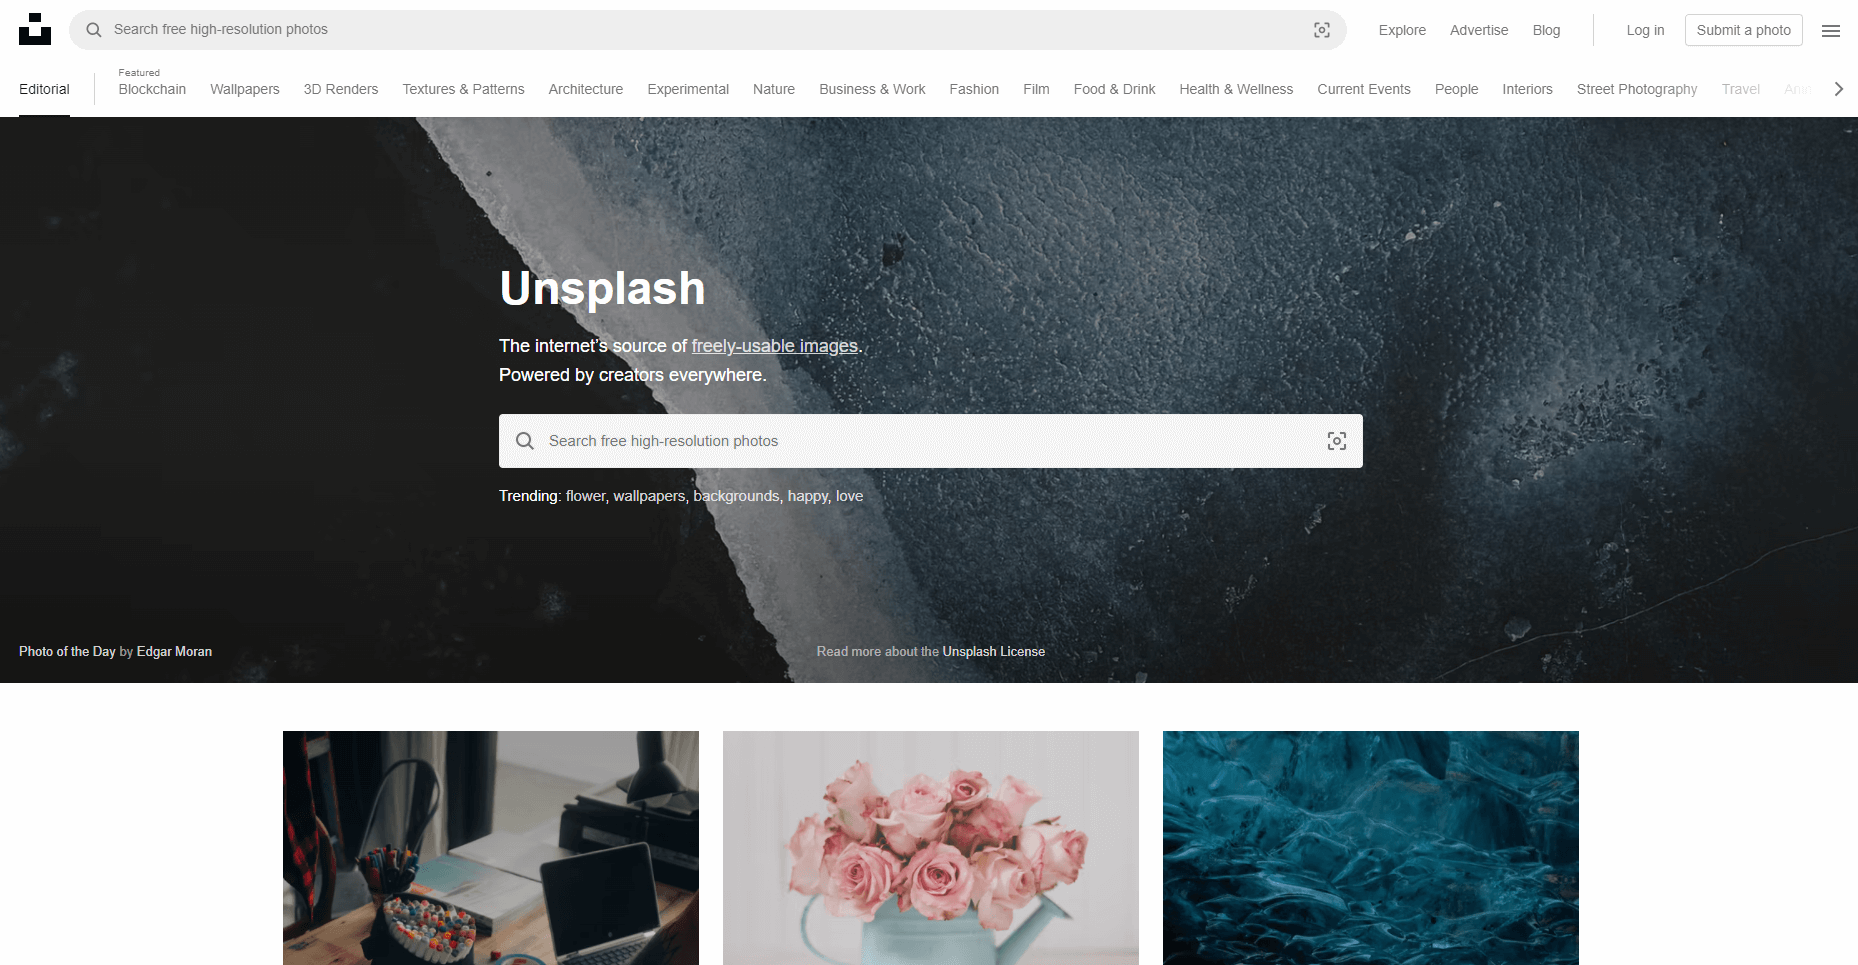 Search free high-resolution photos
Explore Advertise Blog Log in Submit a photo
Featured
Editorial Blockchain Wallpapers 3D Renders Textures & Patterns Architecture Experimental Nature Business & Work Fashion Film Food & Drink Health & Wellness Current Events People Interiors Street Photography Travel
Unsplash
The internet’s source of freely-usable images.
Powered by creators everywhere.
Search free high-resolution photos
Trending: flower, wallpapers, backgrounds, happy, love
Photo of the Day by Edgar Moran
Read more about the Unsplash License